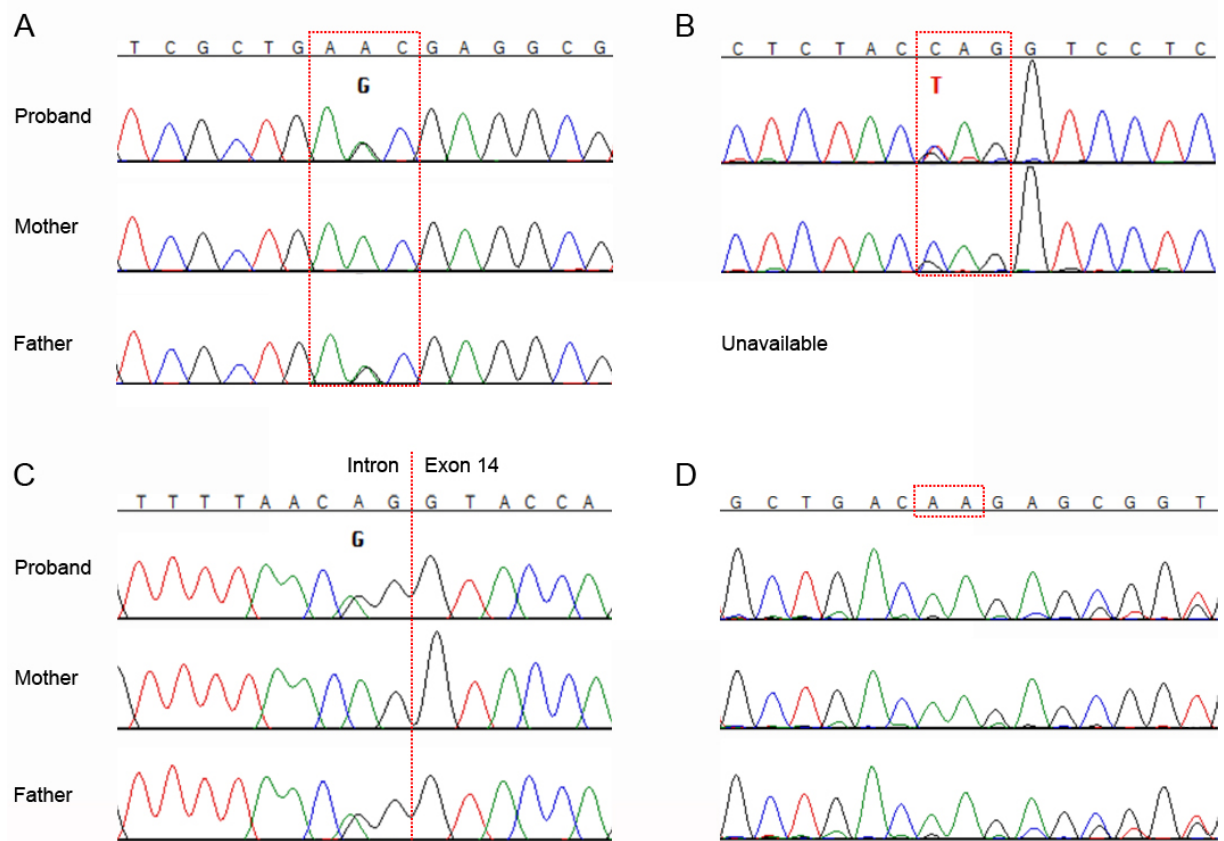 A
T C G C T G A A C G A G G C G
G
Proband
Mother
Father
B
C T C T A C C A G G T C C T C
T
Unavailable
C
Intron Exon 14
T T T T A A C A G G T A C C A
G
Proband
Mother
Father
D
G C T G A C A A G A G C G G T